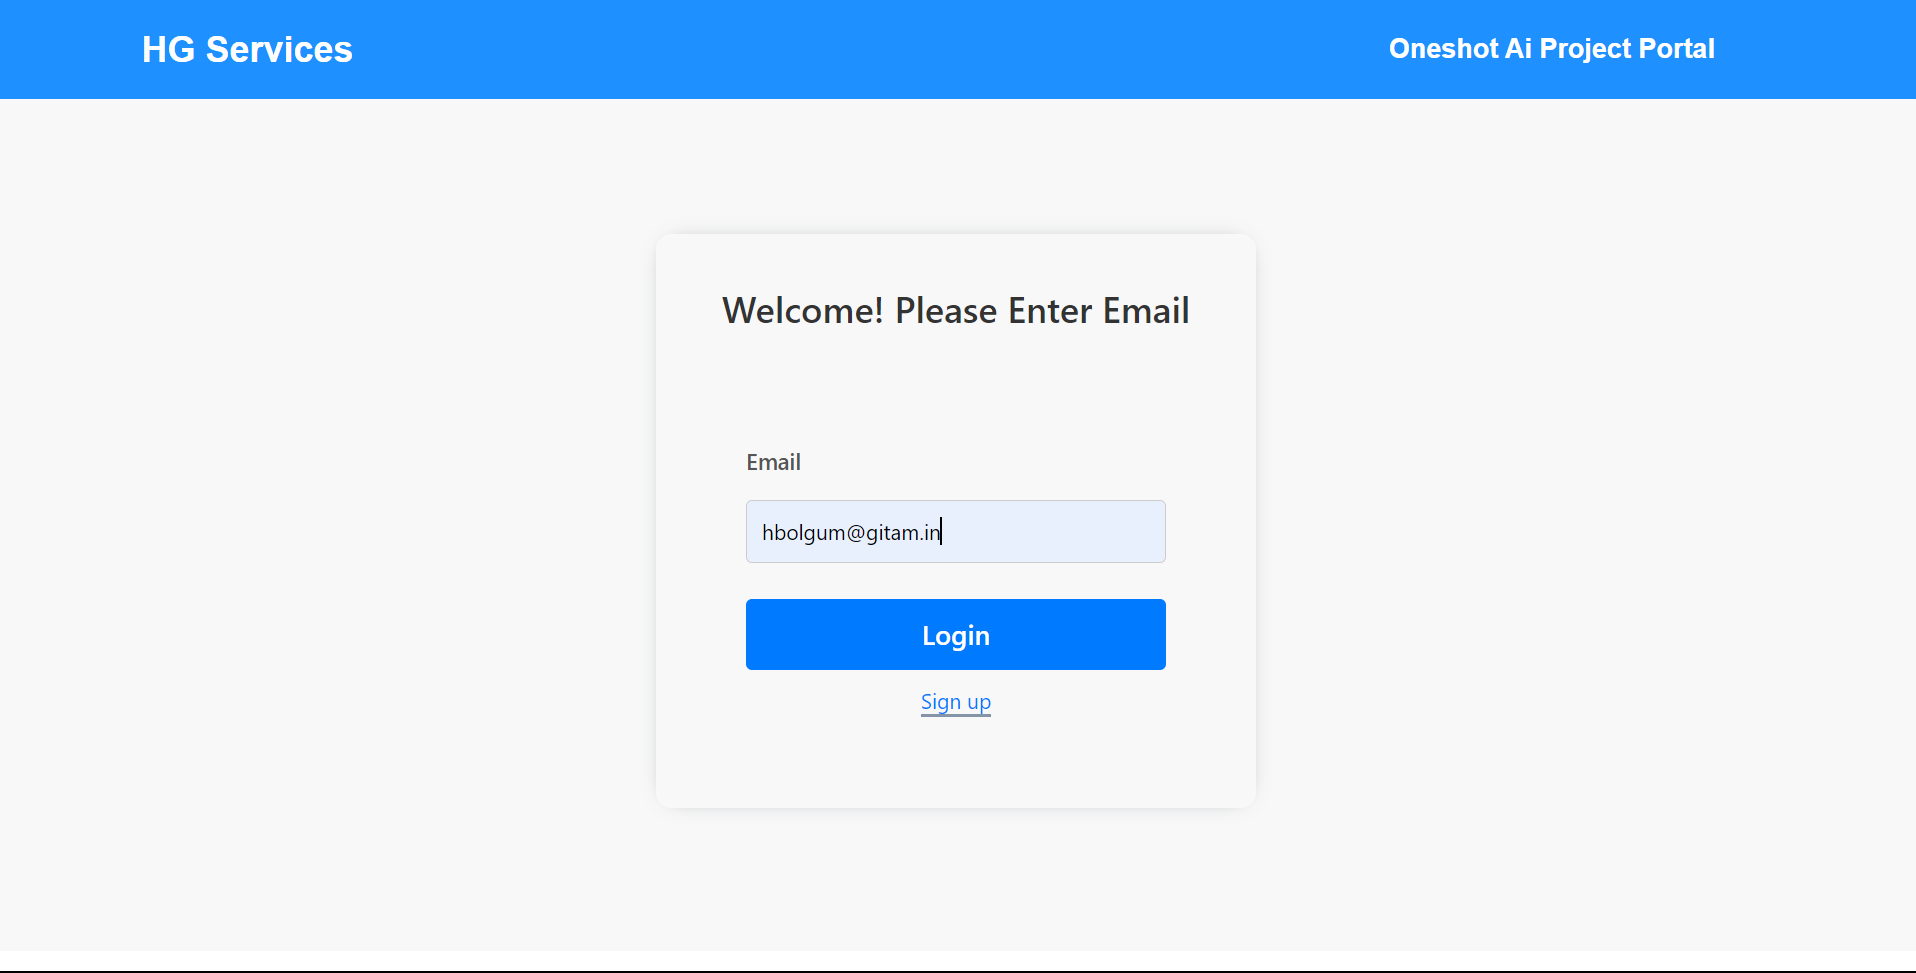 HG Services
Oneshot Ai Project Portal
Welcome! Please Enter Email
Email
hbolgum@gitam.in
Login
Sign up